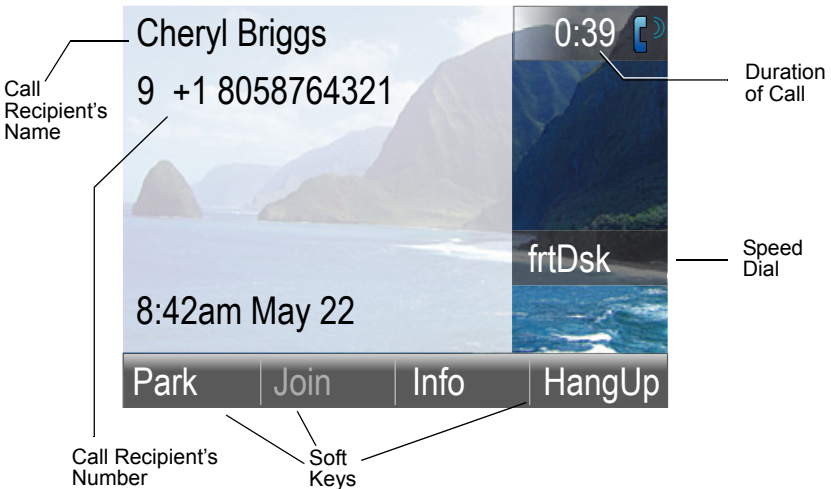 Cheryl Briggs
0:39
Call
Recipient's
Name
9 +1 8058764321
Duration
of Call
frtDsk
Speed
Dial
8:42am May 22
Park
Join
Info
HangUp
Call Recipient's
Number
Soft
Keys